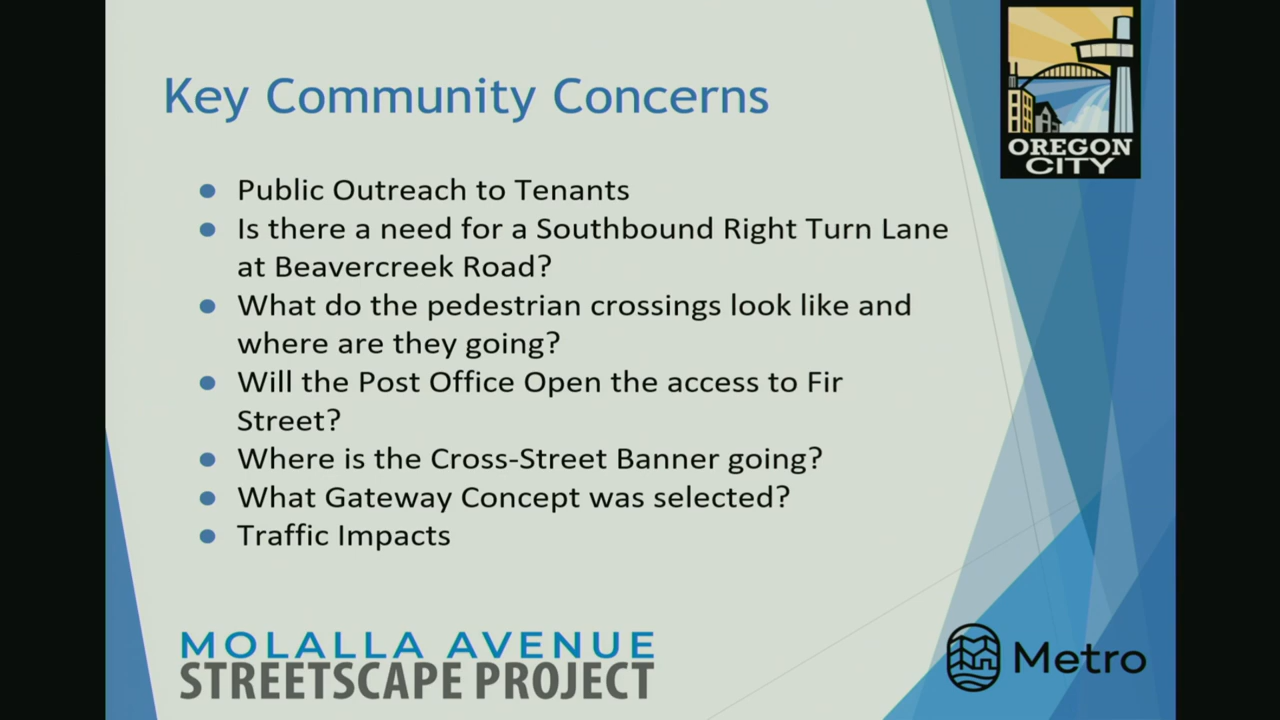 Key Community Concerns
OREGON
CITY
Public Outreach to Tenants
Is there a need for a Southbound Right Turn Lane
at Beavercreek Road?
What do the pedestrian crossings look like and
where are they going?
Will the Post Office Open the access to Fir
Street?
Where is the Cross-Street Banner going?
What Gateway Concept was selected?
Traffic Impacts
MOLALLA AVENUE
STREETSCAPE PROJECT
Metro